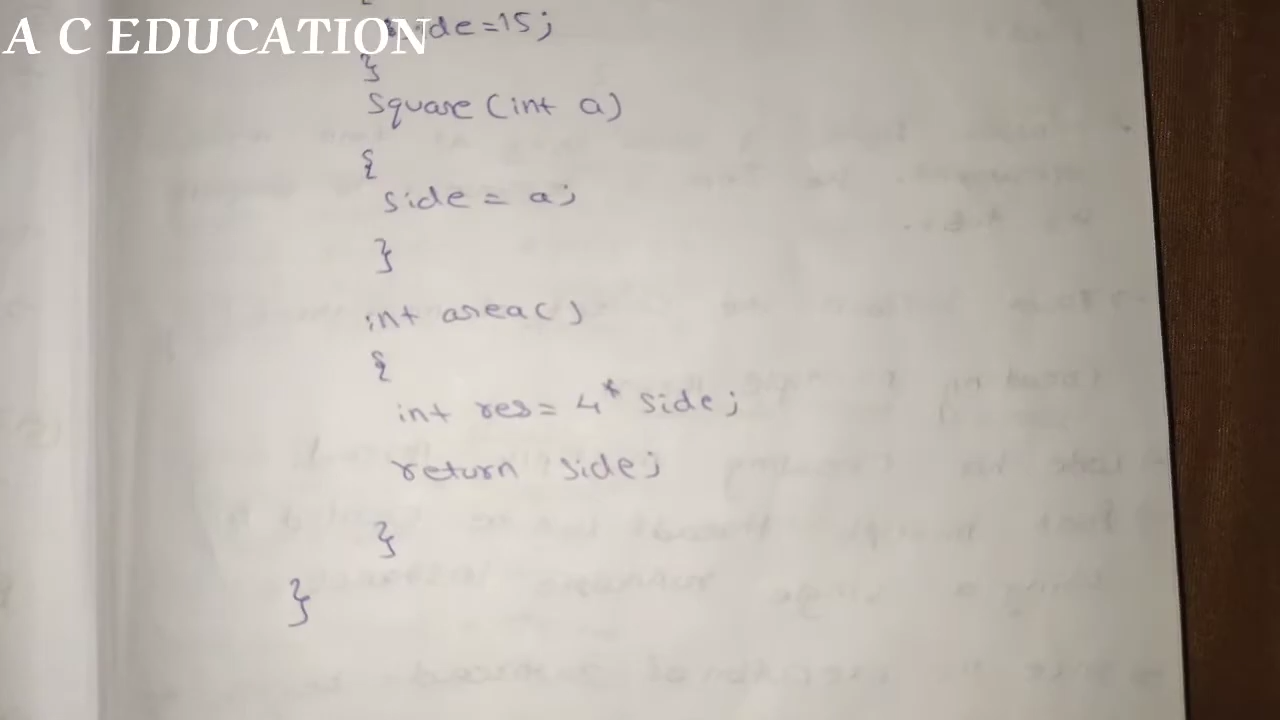 {
side=15;
A C EDUCATION
}
square (int a)
{
side = a;
}
int area()
{
int res= 4* side;
return side;
}
}